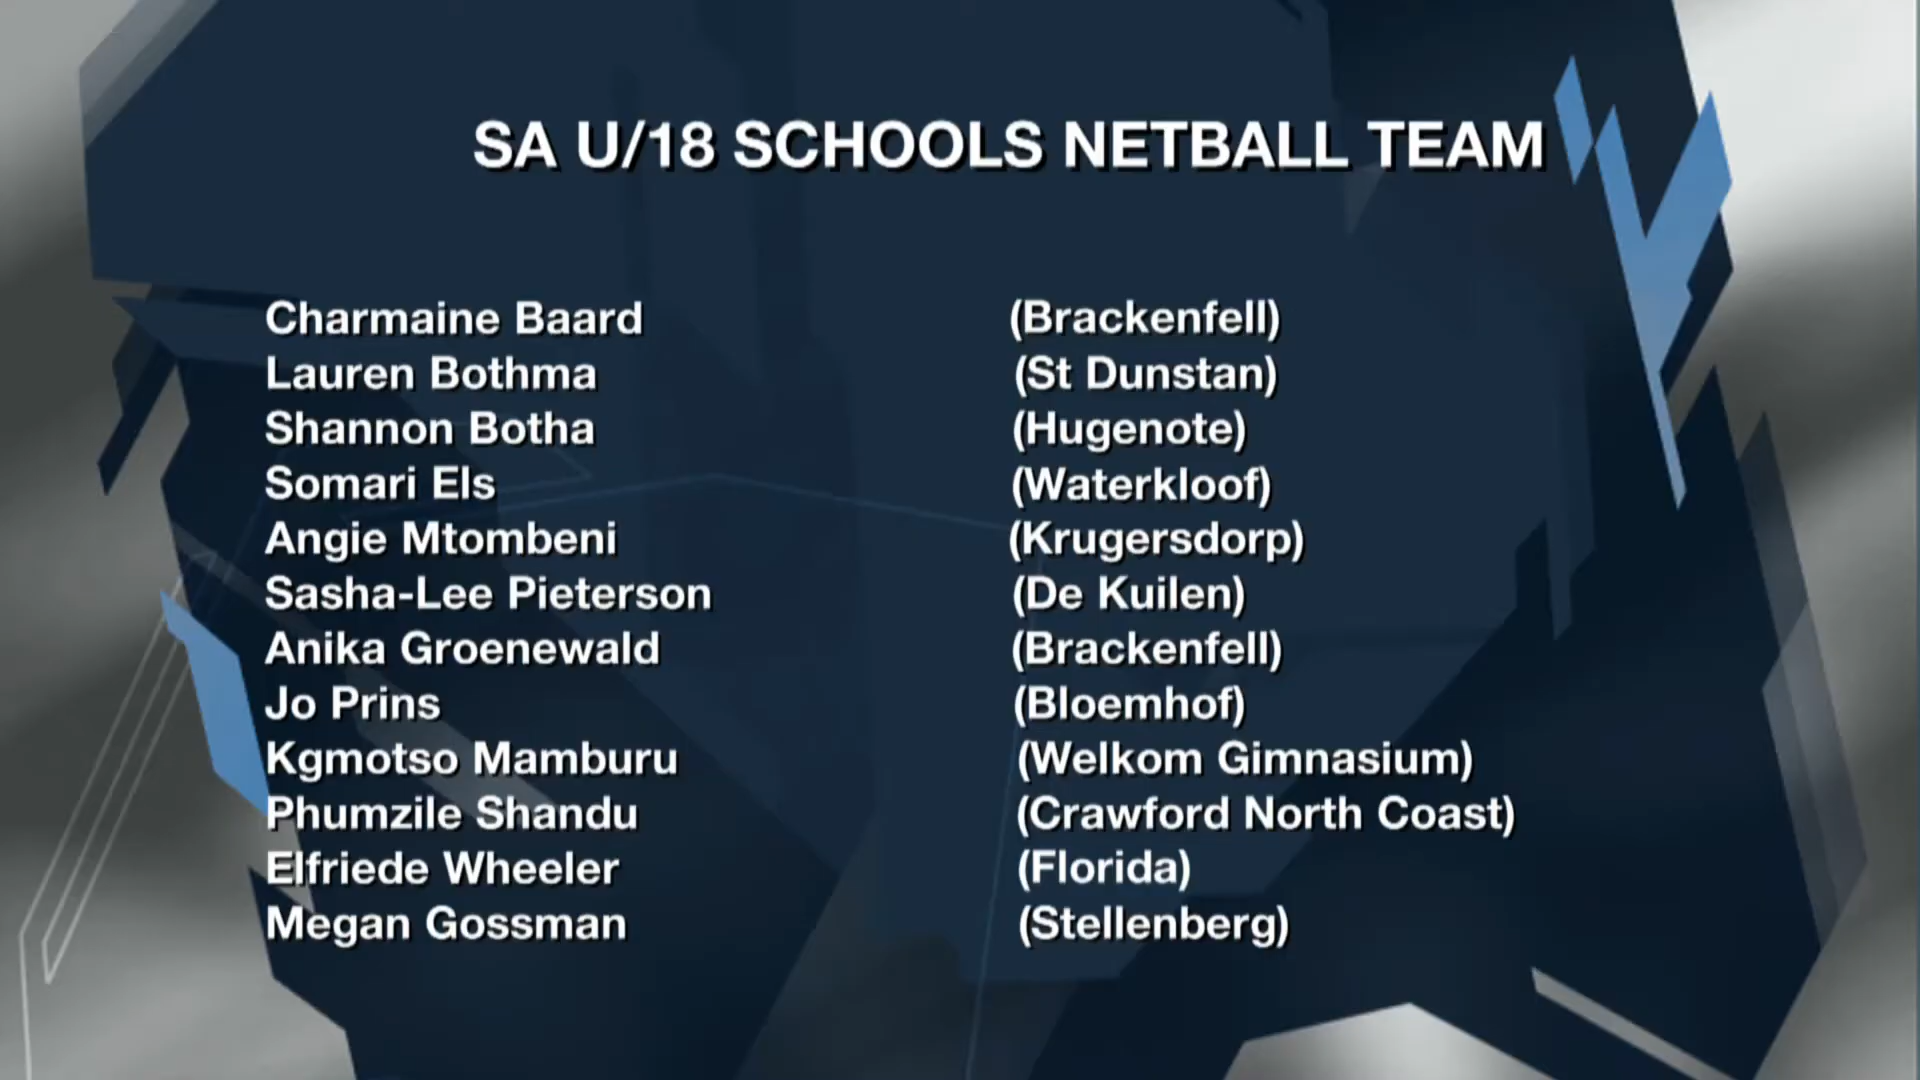 SA U/18 SCHOOLS NETBALL TEAM
Charmaine Baard (Brackenfell)
Lauren Bothma (St Dunstan)
Shannon Botha (Hugenote)
Somari Els (Waterkloof)
Angie Mtombeni (Krugersdorp)
Sasha-Lee Pieterson (De Kuilen)
Anika Groenewald (Brackenfell)
Jo Prins (Bloemhof)
Kgmotso Mamburu (Welkom Gimnasium)
Phumzile Shandu (Crawford North Coast)
Elfriede Wheeler (Florida)
Megan Gossman (Stellenberg)